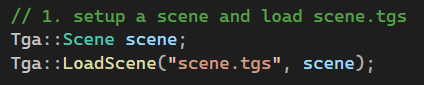 // 1. setup a scene and load scene.tgs
Tga::Scene scene;
Tga::LoadScene("scene.tgs", scene);